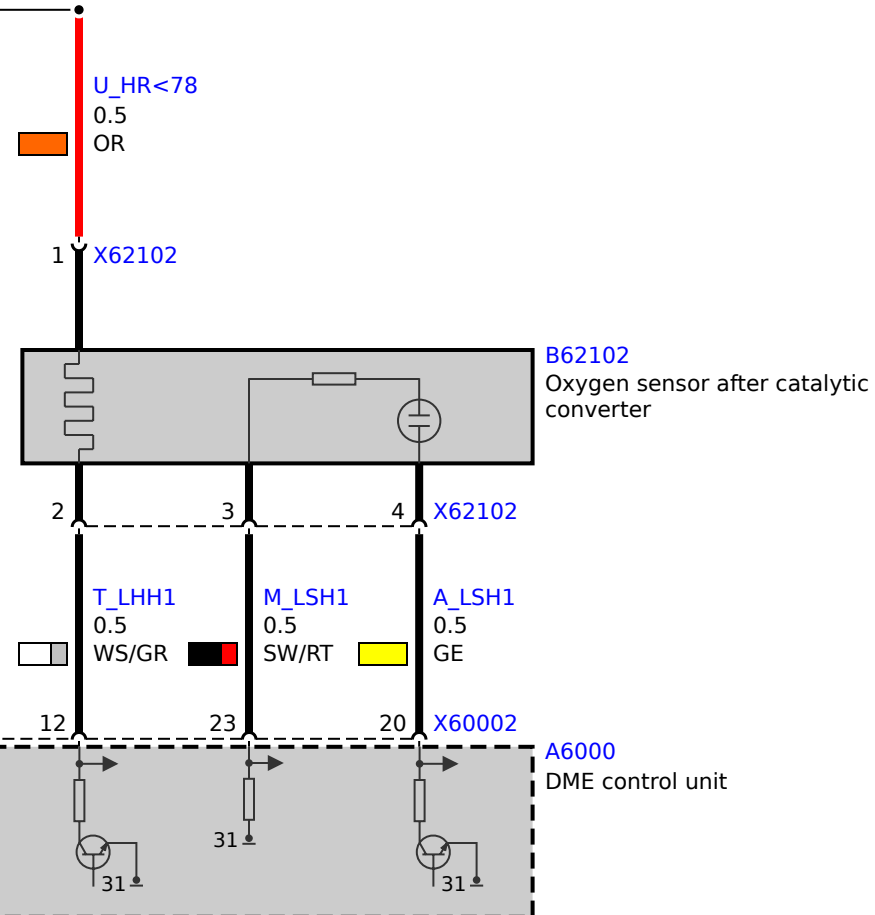 U_HR<78
0.5
OR
1 X62102
B62102
Oxygen sensor after catalytic
converter
2 3 4 X62102
T_LHH1 M_LSH1 A_LSH1
0.5 0.5 0.5
WS/GR SW/RT GE
12 23 20 X60002
A6000
DME control unit
31
31 31